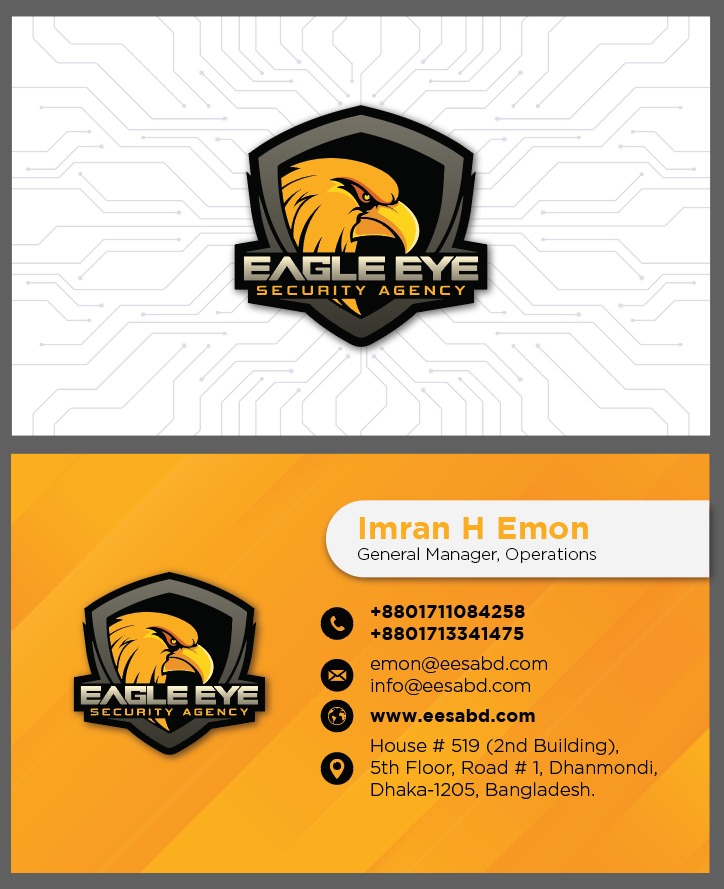 EAGLE EYE
SECURITY AGENCY
Imran H Emon
General Manager, Operations
+8801711084258
+8801713341475
emon@eesabd.com
info@eesabd.com
www.eesabd.com
House # 519 (2nd Building),
5th Floor, Road # 1, Dhanmondi,
Dhaka-1205, Bangladesh.
EAGLE EYE
SECURITY AGENCY